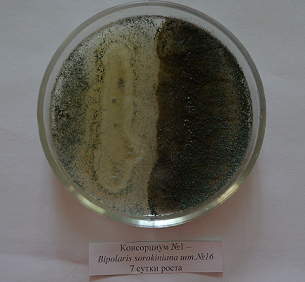 Консорциум №1 –
Bipolaris sorokiniana шт.№16
7 сутки роста